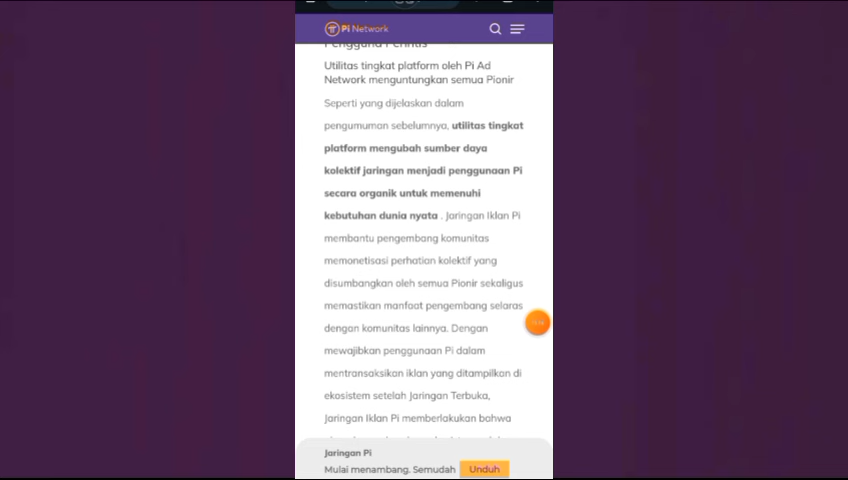 Pi Network
Pengguna Perintis
Utilitas tingkat platform oleh Pi Ad
Network menguntungkan semua Pionir
Seperti yang dijelaskan dalam
pengumuman sebelumnya, utilitas tingkat
platform mengubah sumber daya
kolektif jaringan menjadi penggunaan Pi
secara organik untuk memenuhi
kebutuhan dunia nyata . Jaringan Iklan Pi
membantu pengembang komunitas
memonetisasi perhatian kolektif yang
disumbangkan oleh semua Pionir sekaligus
memastikan manfaat pengembang selaras
dengan komunitas lainnya. Dengan
mewajibkan penggunaan Pi dalam
mentransaksikan iklan yang ditampilkan di
ekosistem setelah Jaringan Terbuka,
Jaringan Iklan Pi memberlakukan bahwa
Jaringan Pi
Mulai menambang. Semudah Unduh